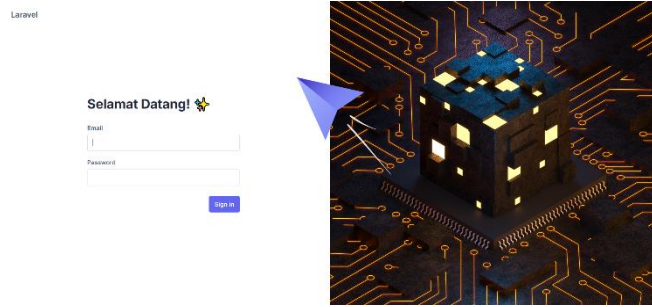 Laravel
Selamat Datang! ✨
Email
Password
Sign in